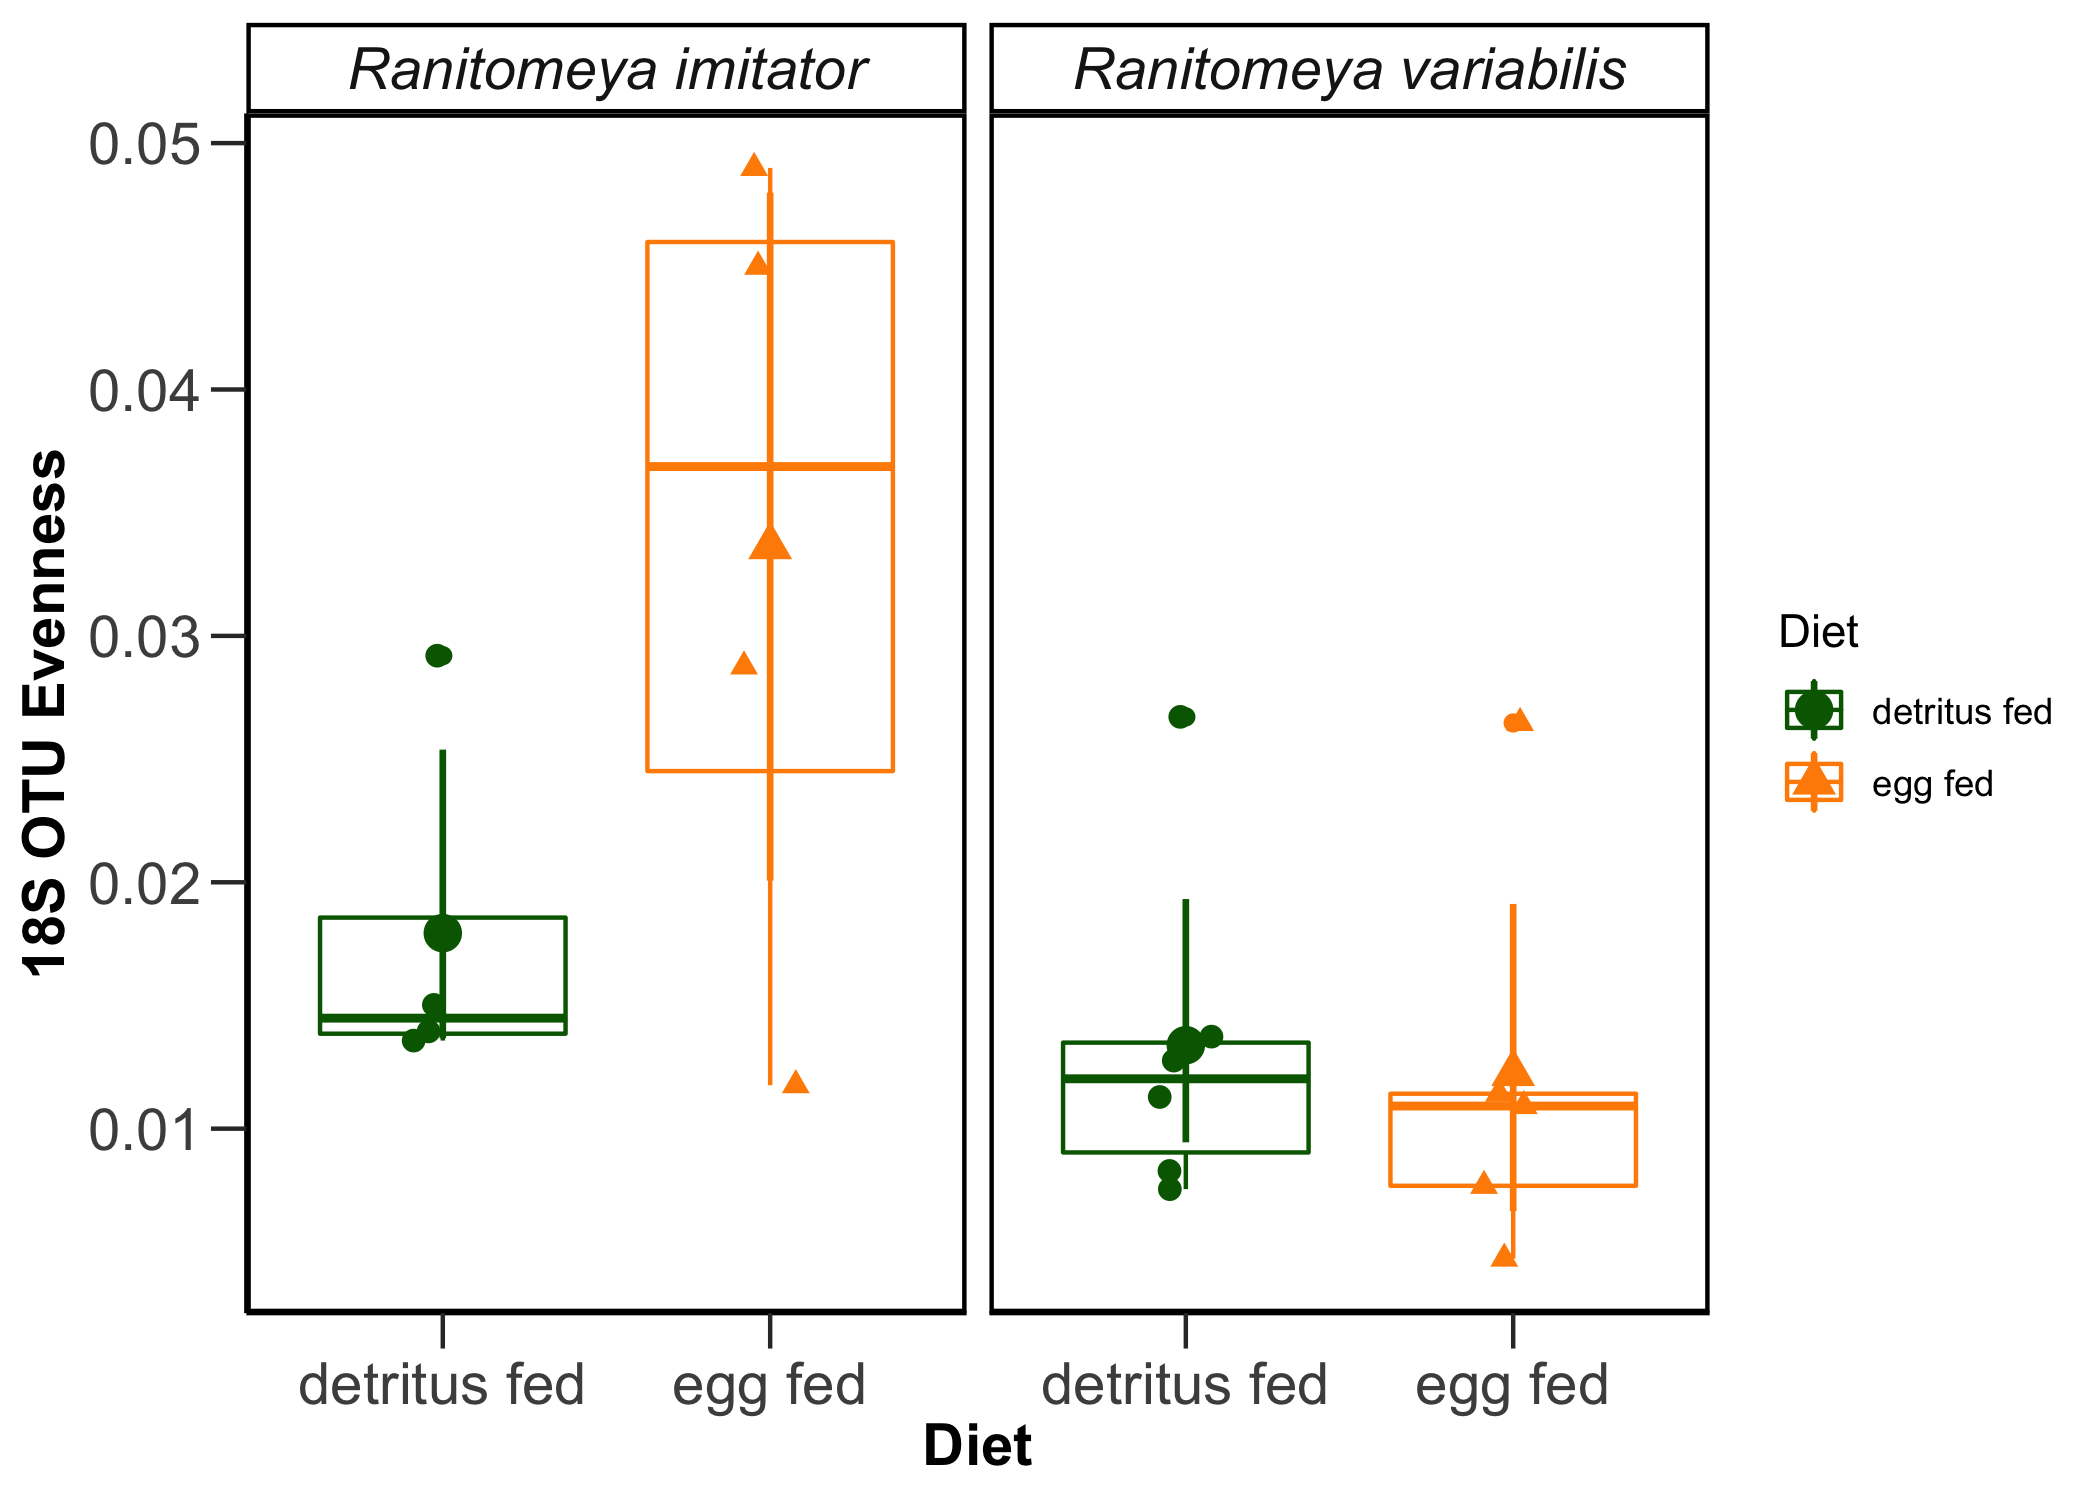 Ranitomeya imitator
Ranitomeya variabilis
18S OTU Evenness
0.05
0.04
0.03
0.02
0.01
detritus fed
egg fed
detritus fed
egg fed
Diet
Diet
detritus fed
egg fed